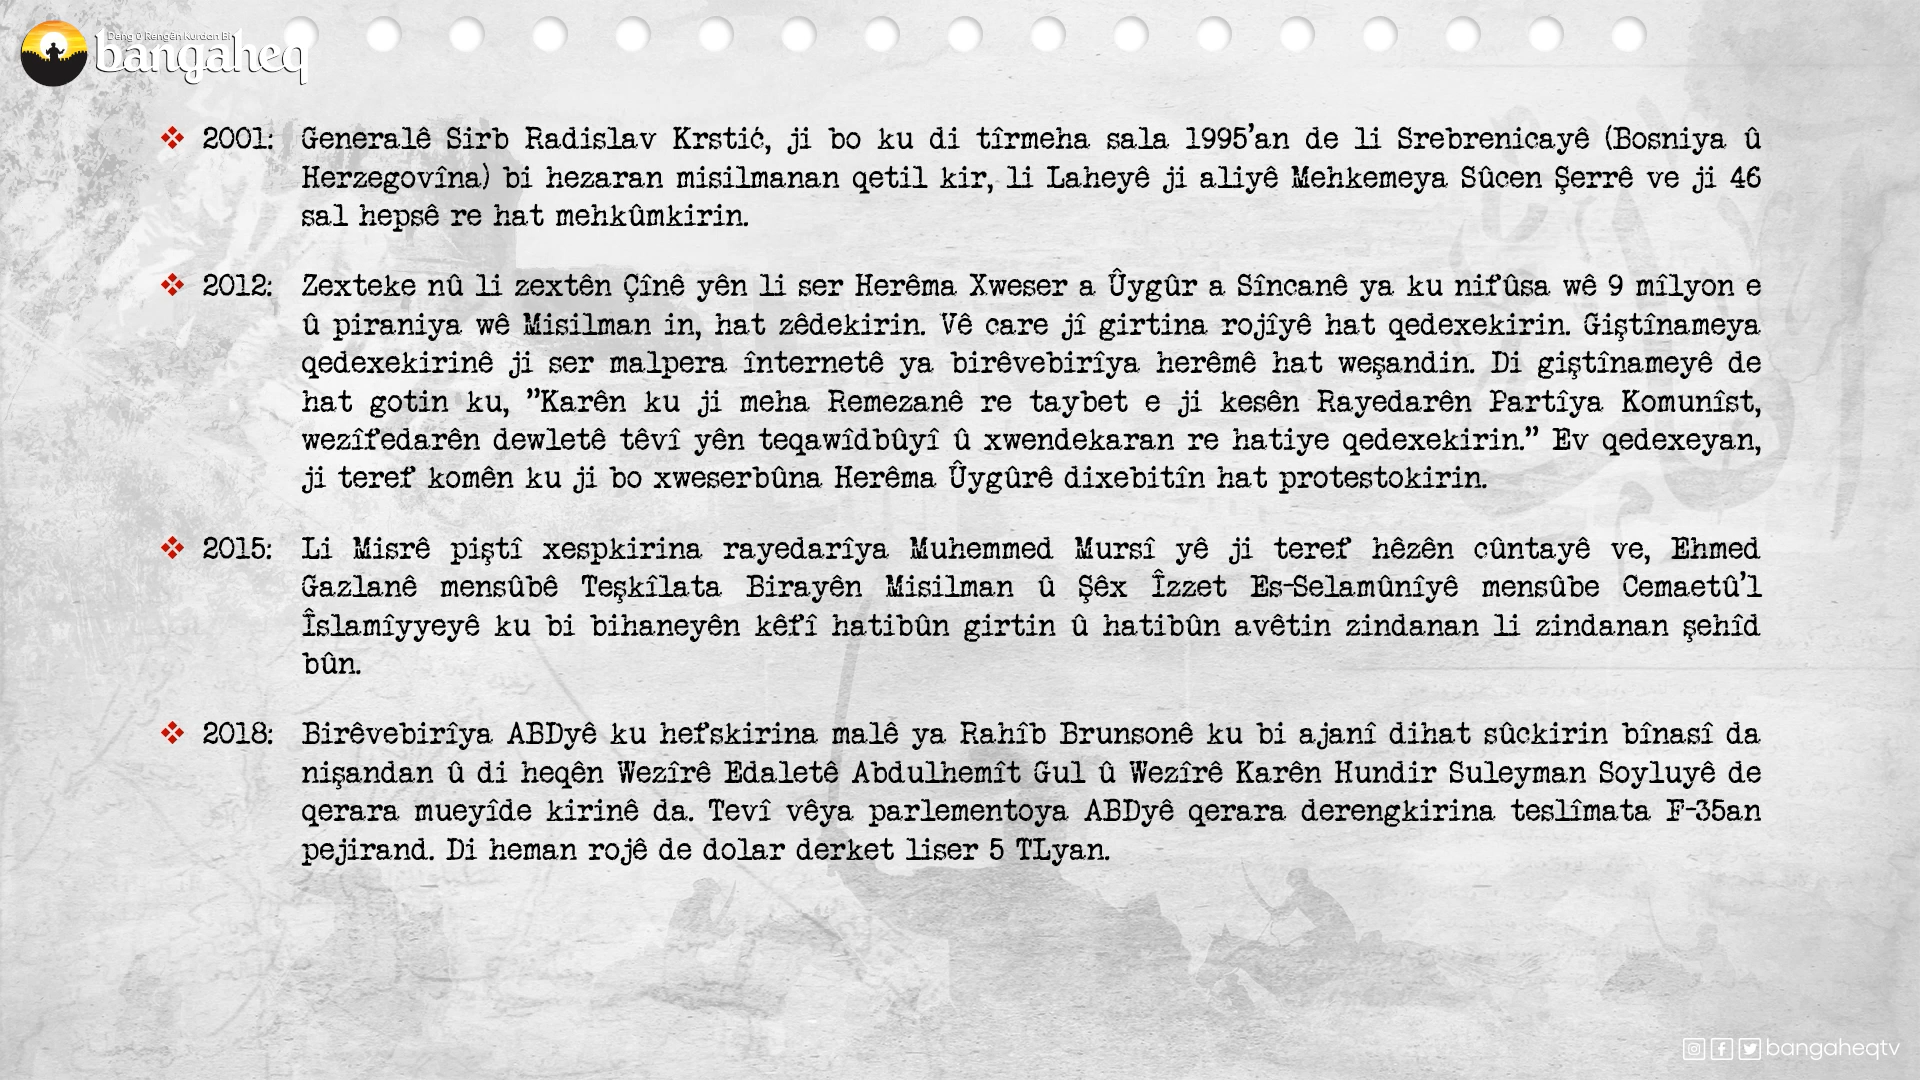 Deng û Rengên Kurdan Bi
bangaheq
❖ 2001: Generalê Sirb Radislav Krstić, ji bo ku di tîrmeha sala 1995’an de li Srebrenicayê (Bosniya û
Herzegovîna) bi hezaran misilmanan qetil kir, li Laheyê ji aliyê Mehkemeya Sûcen Şerrê ve ji 46
sal hepsê re hat mehkûmkirin.
❖ 2012: Zexteke nû li zextên Çînê yên li ser Herêma Xweser a Ûygûr a Sîncanê ya ku nifûsa wê 9 mîlyon e
û piraniya wê Misilman in, hat zêdekirin. Vê care jî girtina rojîyê hat qedexekirin. Giştînameya
qedexekirinê ji ser malpera înternetê ya birêvebirîya herêmê hat weşandin. Di giştînameyê de
hat gotin ku, ”Karên ku ji meha Remezanê re taybet e ji kesên Rayedarên Partîya Komunîst,
wezîfedarên dewletê têvî yên teqawîdbûyî û xwendekaran re hatiye qedexekirin.” Ev qedexeyan,
ji teref komên ku ji bo xweserbûna Herêma Ûygûrê dixebitîn hat protestokirin.
❖ 2015: Li Misrê piştî xespkirina rayedarîya Muhemmed Mursî yê ji teref hêzên cûntayê ve, Ehmed
Gazlanê mensûbê Teşkîlata Birayên Misilman û Şêx Îzzet Es-Selamûnîyê mensûbe Cemaetû’l
Îslamîyyeyê ku bi bihaneyên kêfî hatibûn girtin û hatibûn avêtin zindanan li zindanan şehîd
bûn.
❖ 2018: Birêvebirîya ABDyê ku hefskirina malê ya Rahîb Brunsonê ku bi ajanî dihat sûckirin bînasî da
nişandan û di heqên Wezîrê Edaletê Abdulhemît Gul û Wezîrê Karên Hundir Suleyman Soyluyê de
qerara mueyîde kirinê da. Tevî vêya parlementoya ABDyê qerara derengkirina teslîmata F-35an
pejirand. Di heman rojê de dolar derket liser 5 TLyan.
bangaheqtv